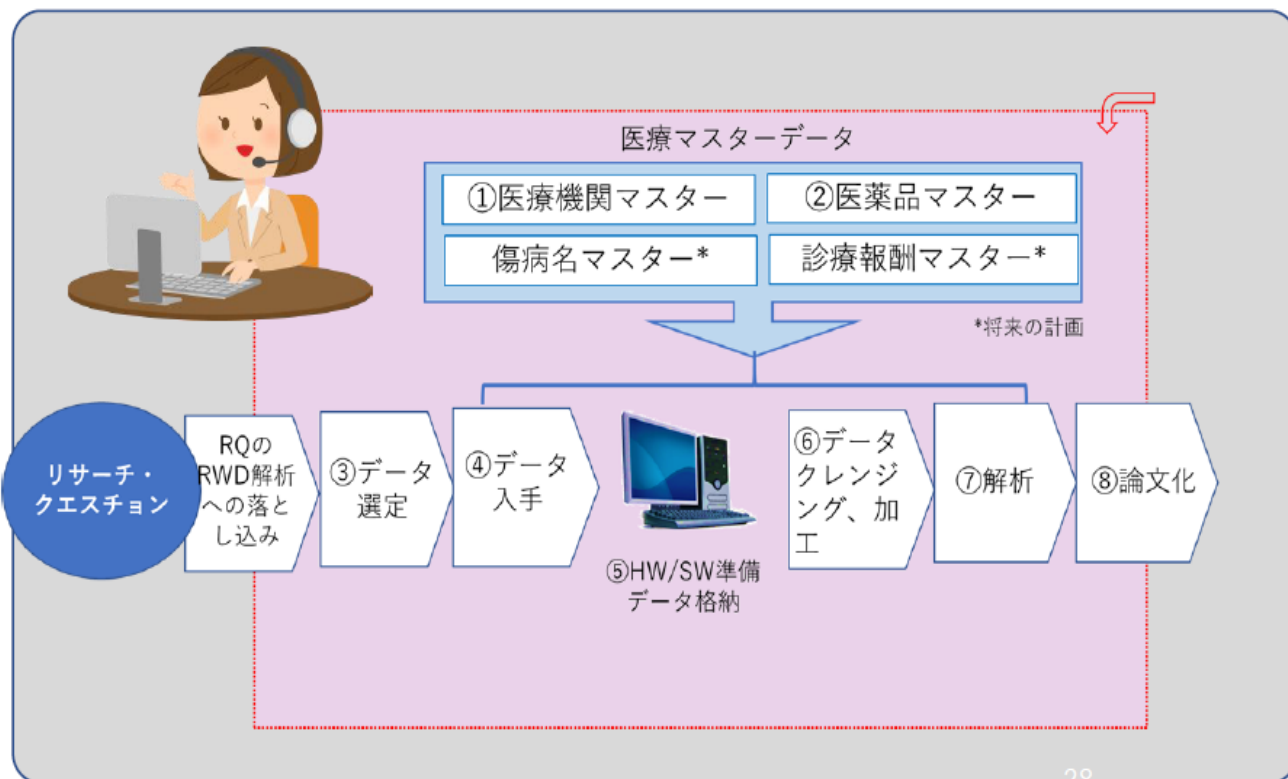 医療マスターデータ
①医療機関マスター
②医薬品マスター
傷病名マスター*
診療報酬マスター*
*将来の計画
リサーチ・
クエスチョン
RQの
RWD解析
への落と
し込み
③データ
選定
④データ
入手
⑤HW/SW準備
データ格納
⑥データ
クレンジ
ング、加
工
⑦解析
⑧論文化
28